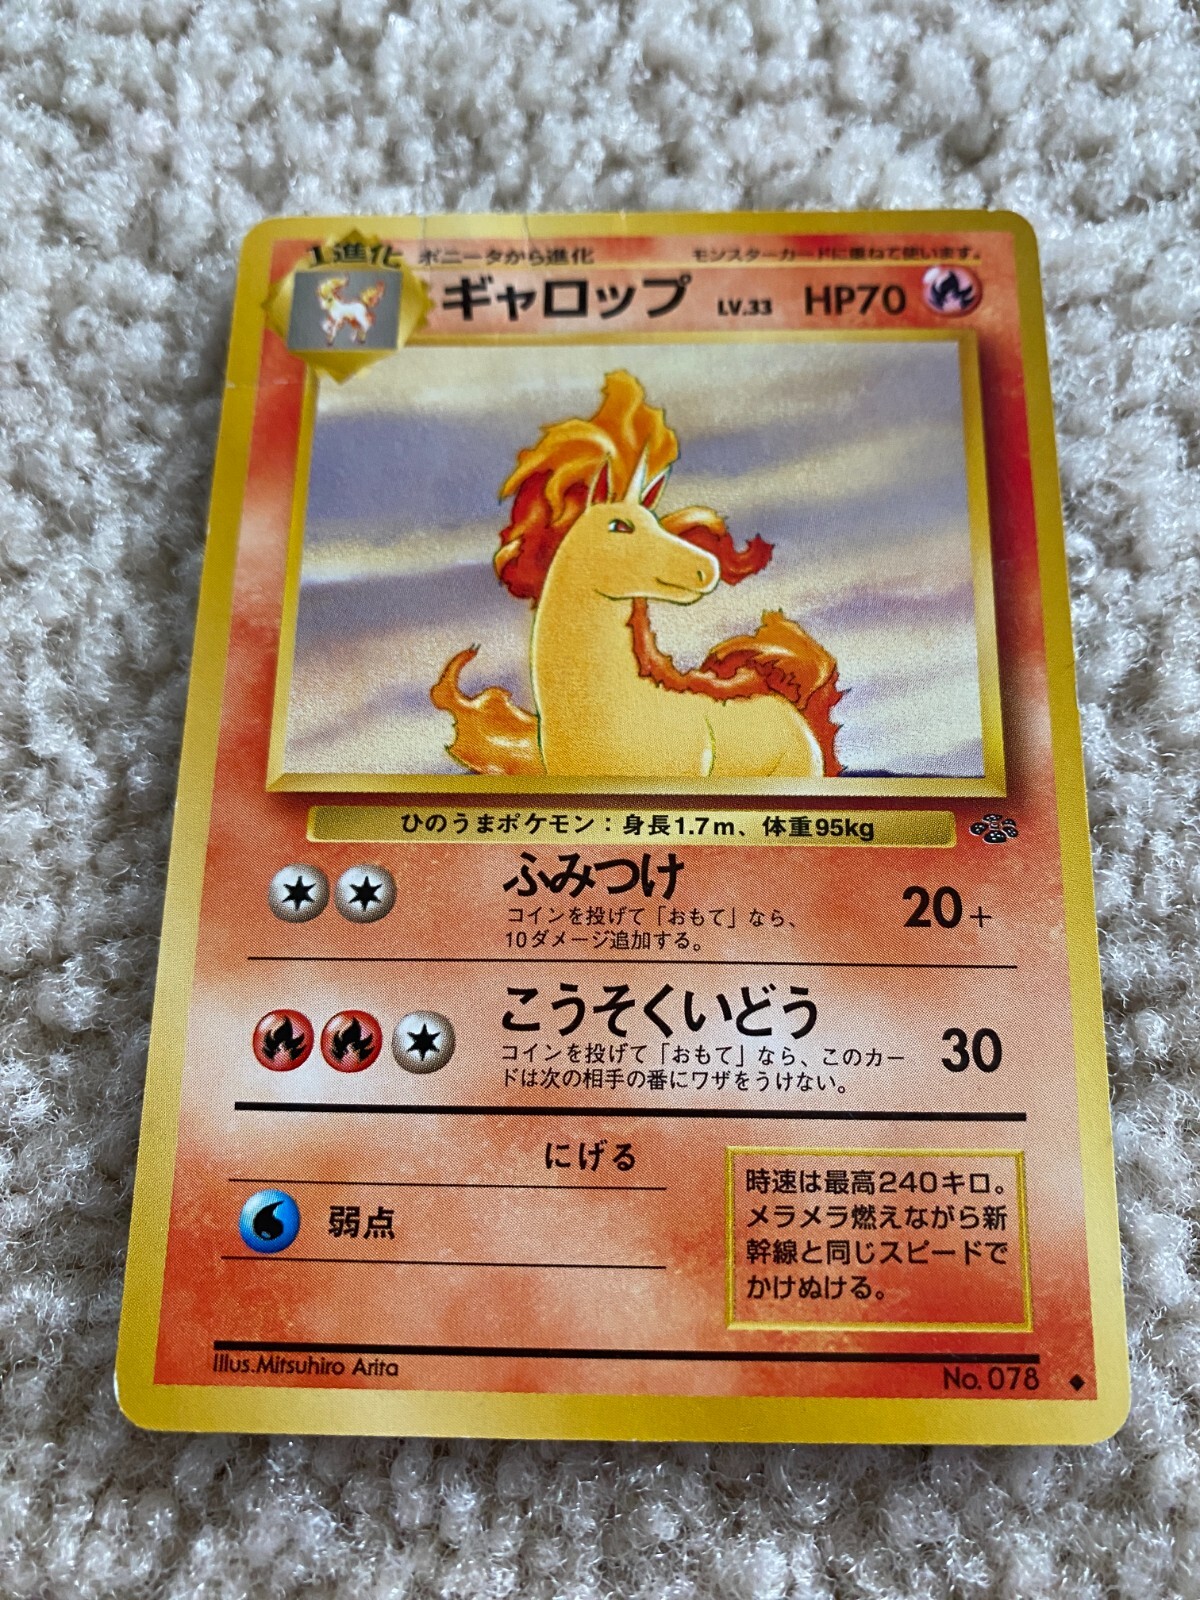 1進化
ポニータから進化
モンスターカードに重ねて使います。
ギャロップ LV.33 HP70
ひのうまポケモン：身長1.7m、体重95kg
ふみつけ
コインを投げて「おもて」なら、
10ダメージ追加する。
20+
こうそくいどう
コインを投げて「おもて」なら、このカー
ドは次の相手の番にワザをうけない。
30
にげる
弱点
時速は最高240キロ。
メラメラ燃えながら新
幹線と同じスピードで
かけぬける。
Illus.Mitsuhiro Arita
No. 078